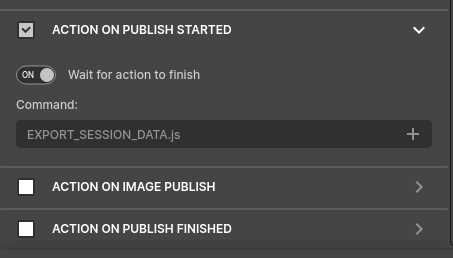 ACTION ON PUBLISH STARTED
ON Wait for action to finish
Command:
EXPORT_SESSION_DATA.js
ACTION ON IMAGE PUBLISH
ACTION ON PUBLISH FINISHED